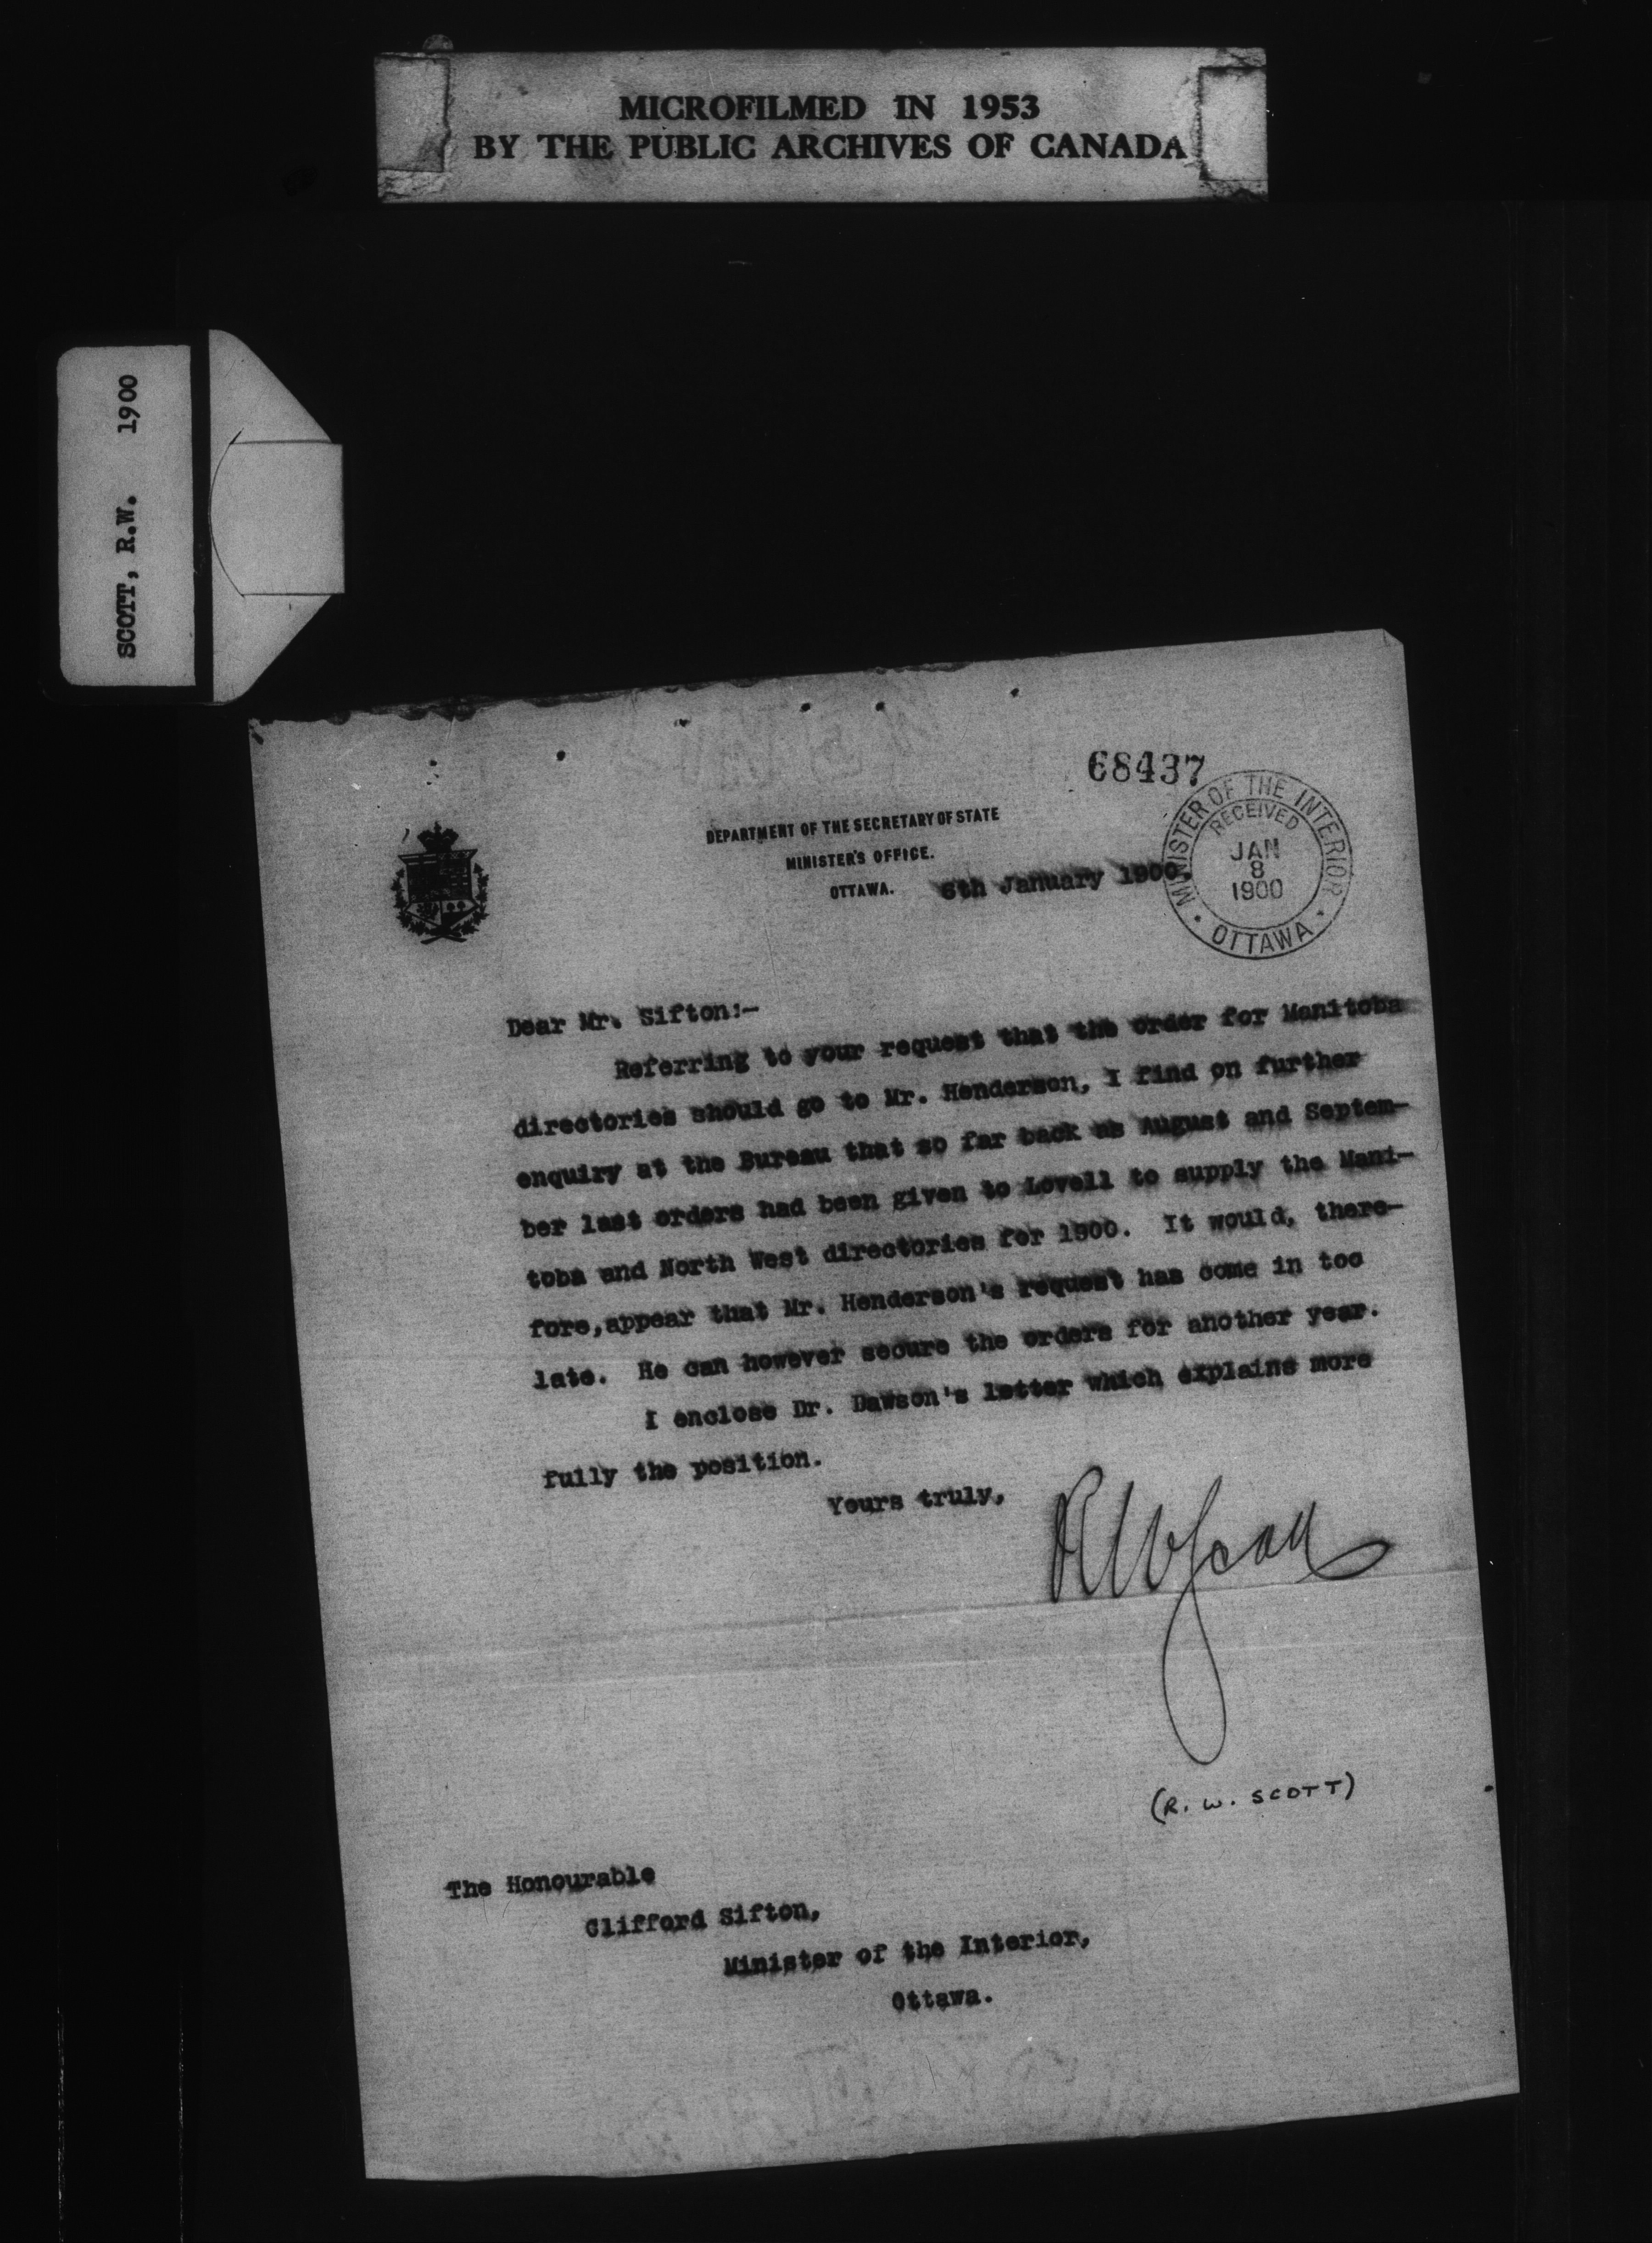 MICROFILMED IN 1953
BY THE PUBLIC ARCHIVES OF CANADA
SCOTT, R.W. 1900
68437
DEPARTMENT OF THE SECRETARY OF STATE
MINISTER'S OFFICE.
OTTAWA. 6th January 1900.
MINISTER OF THE INTERIOR
RECEIVED
JAN
8
1900
OTTAWA
Dear Mr. Sifton:-
Referring to your request that the order for Manitoba
directories should go to Mr. Henderson, I find on further
enquiry at the Bureau that so far back as August and Septem-
ber last orders had been given to Lovell to supply the Mani-
toba and North West directories for 1900. It would, there-
fore, appear that Mr. Henderson's request has come in too
late. He can however secure the orders for another year.
I enclose Dr. Dawson's letter which explains more
fully the position.
Yours truly,
RWScott
(R. W. SCOTT)
The Honourable
Clifford Sifton,
Minister of the Interior,
Ottawa.